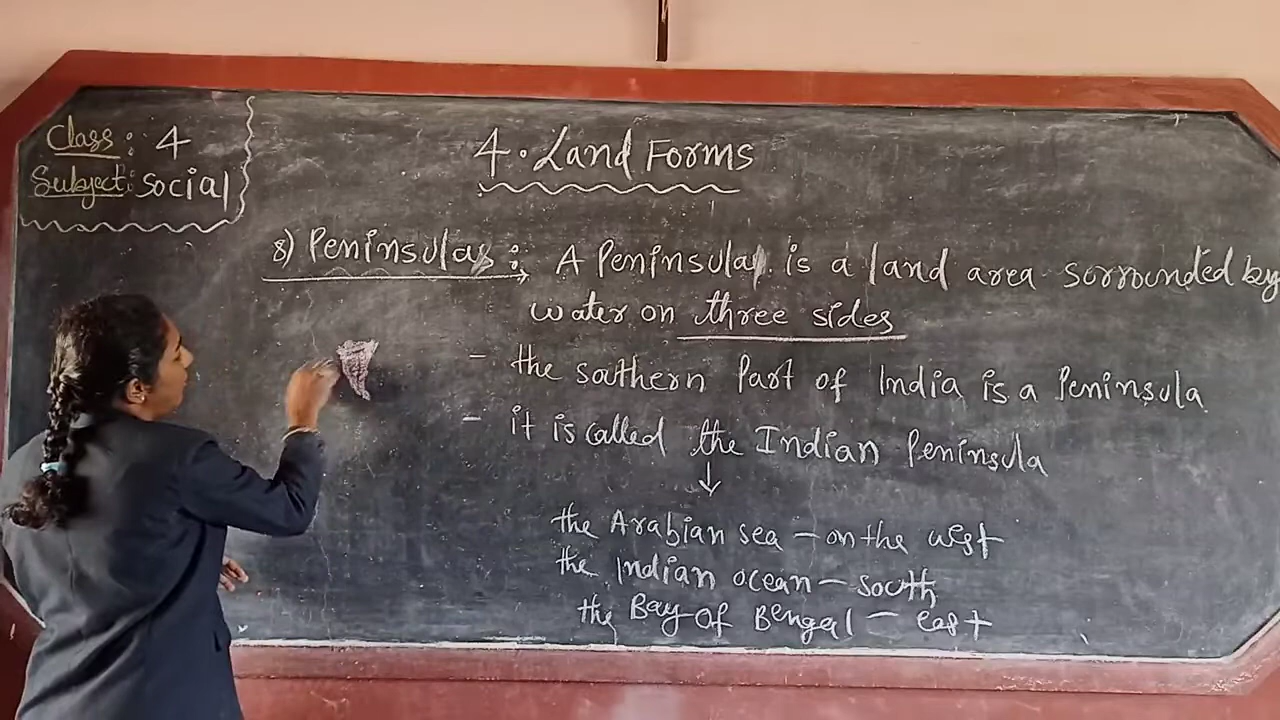 Class : 4
Subject : Social
4. Land Forms
8) Peninsulas : A Peninsula is a land area sorrounded by
water on three sides
- the southern Part of India is a Peninsula
- it is called the Indian Peninsula
↓
the Arabian sea - on the west
the Indian ocean - south
the Bay of Bengal - east